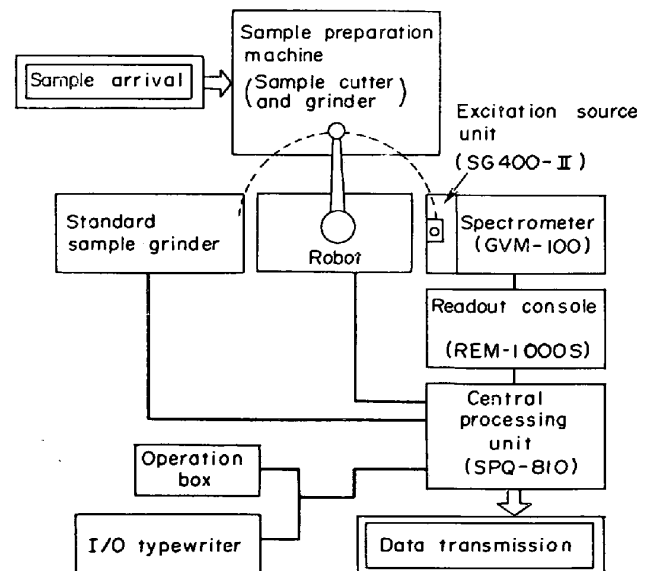 Sample preparation
machine
(Sample cutter
and grinder)
Sample arrival
Excitation source
unit
(SG400-II)
Standard
sample grinder
Robot
Spectrometer
(GVM-100)
Readout console
(REM-1000S)
Central
processing
unit
(SPQ-810)
Operation
box
I/O typewriter
Data transmission